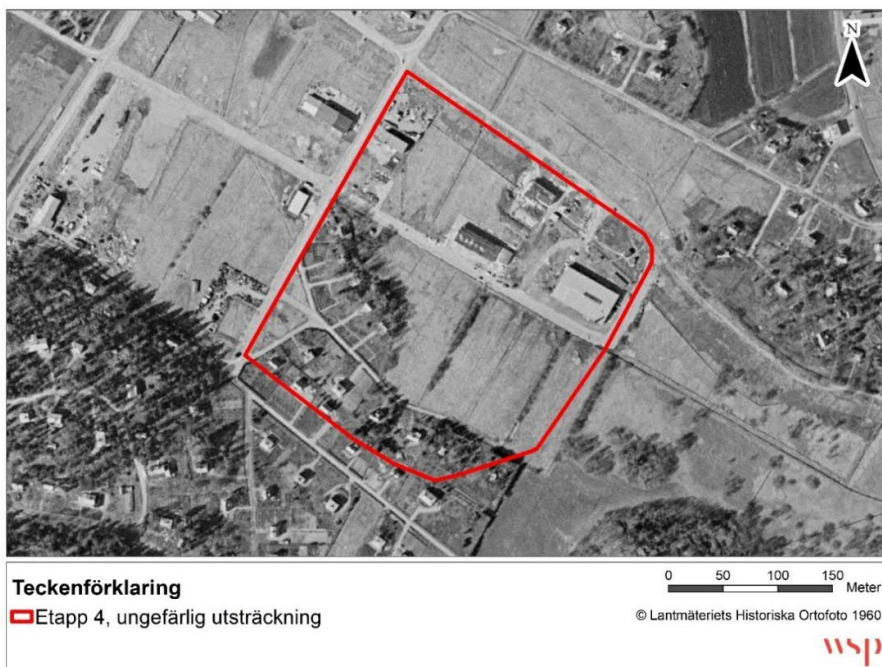 N
Teckenförklaring
Etapp 4, ungefärlig utsträckning
0 50 100 150
Meter
© Lantmäteriets Historiska Ortofoto 1960
wsp